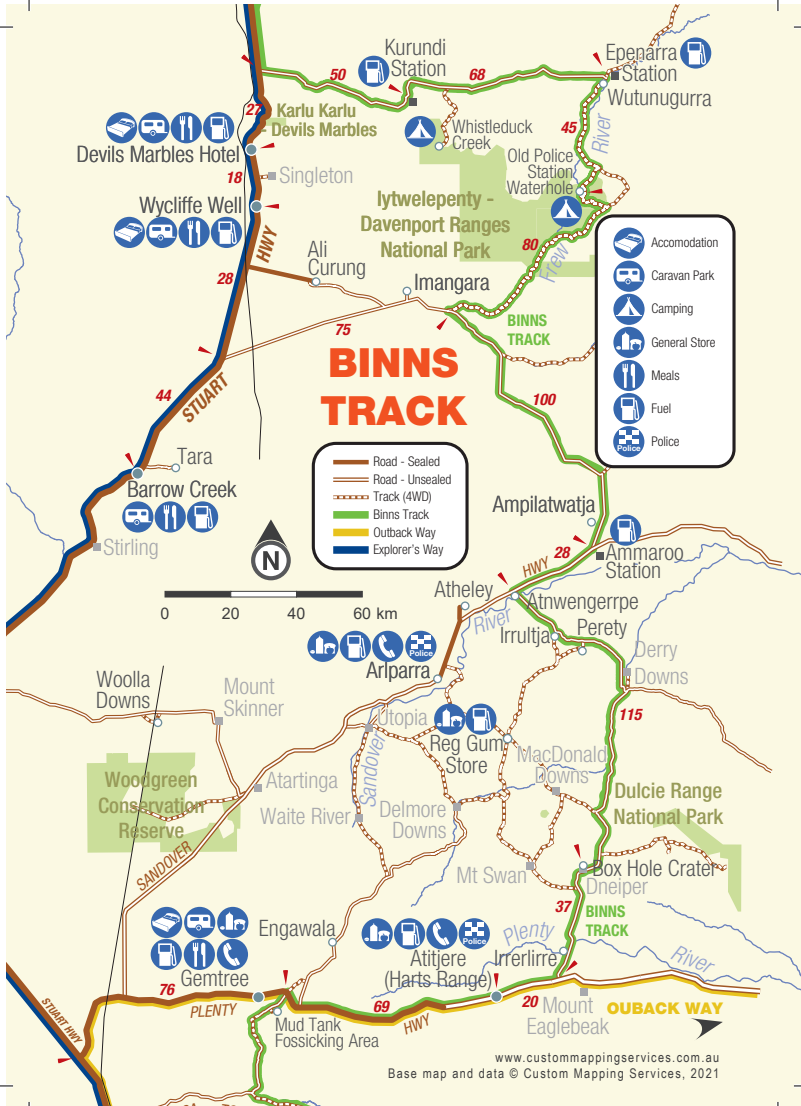 Kurundi
Station
Epenarra
Station
Wutunugurra
50
68
27
Karlu Karlu
- Devils Marbles
Devils Marbles Hotel
Whistleduck
Creek
45
River
Old Police
Station
Waterhole
18
Singleton
Wycliffe Well
HWY
Iytwelepenty -
Davenport Ranges
National Park
80
Frew
Ali
Curung
28
Imangara
75
BINNS
TRACK
Accomodation
Caravan Park
Camping
General Store
Meals
Fuel
Police
Police
BINNS
TRACK
100
44
STUART
Tara
Barrow Creek
Stirling
Road - Sealed
Road - Unsealed
Track (4WD)
Binns Track
Outback Way
Explorer's Way
N
0 20 40 60 km
Ampilatwatja
28
HWY
Ammaroo
Station
Atheley
River
Atnwengerrpe
Irrultja
Perety
Police
Arlparra
Derry
Downs
Woolla
Downs
Mount
Skinner
Utopia
115
Reg Gum
Store
MacDonald
Downs
Sandover
Woodgreen
Conservation
Reserve
Atartinga
Waite River
Delmore
Downs
Dulcie Range
National Park
SANDOVER
Mt Swan
Box Hole Crater
Dneiper
37
BINNS
TRACK
Engawala
Police
Plenty
Atitjere
(Harts Range)
Irrerlirre
River
Gemtree
76
PLENTY
69
HWY
20
Mount
Eaglebeak
OUBACK WAY
STUART HWY
Mud Tank
Fossicking Area
www.custommappingservices.com.au
Base map and data © Custom Mapping Services, 2021